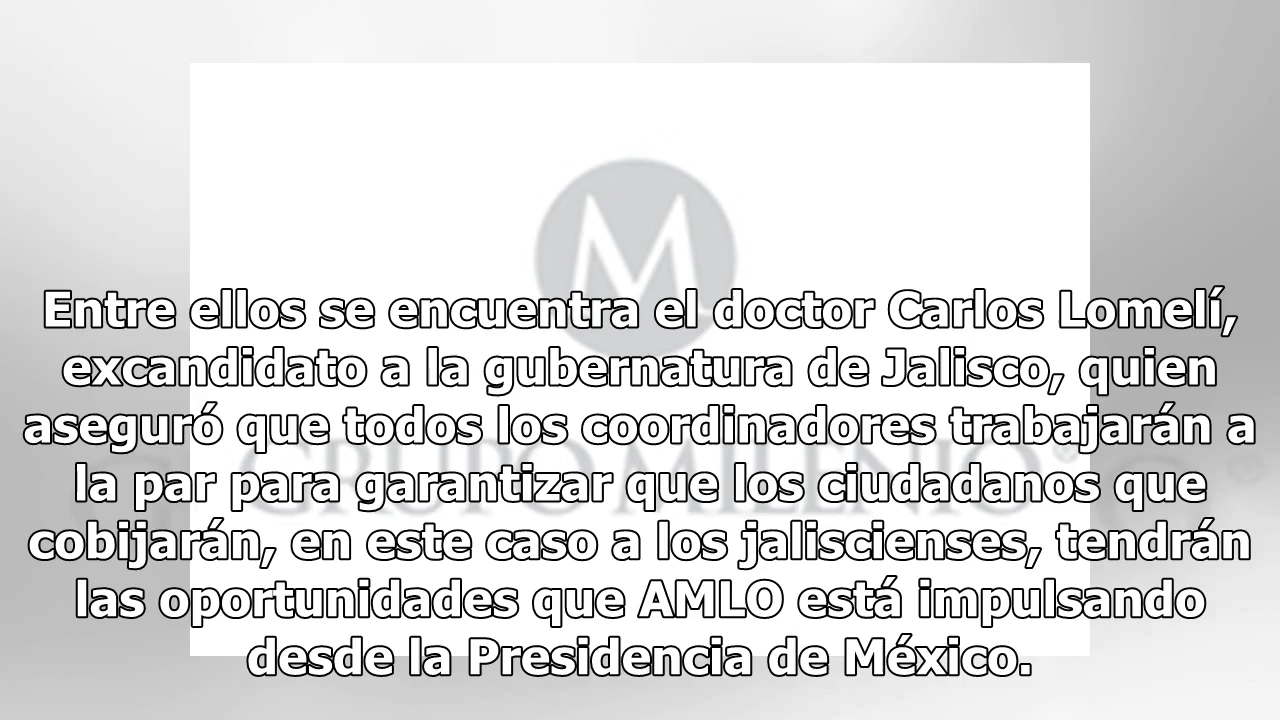 M
Entre ellos se encuentra el doctor Carlos Lomelí,
excandidato a la gubernatura de Jalisco, quien
aseguró que todos los coordinadores trabajarán a
GRUPO MILENIO®
la par para garantizar que los ciudadanos que
cobijarán, en este caso a los jaliscienses, tendrán
las oportunidades que AMLO está impulsando
desde la Presidencia de México.